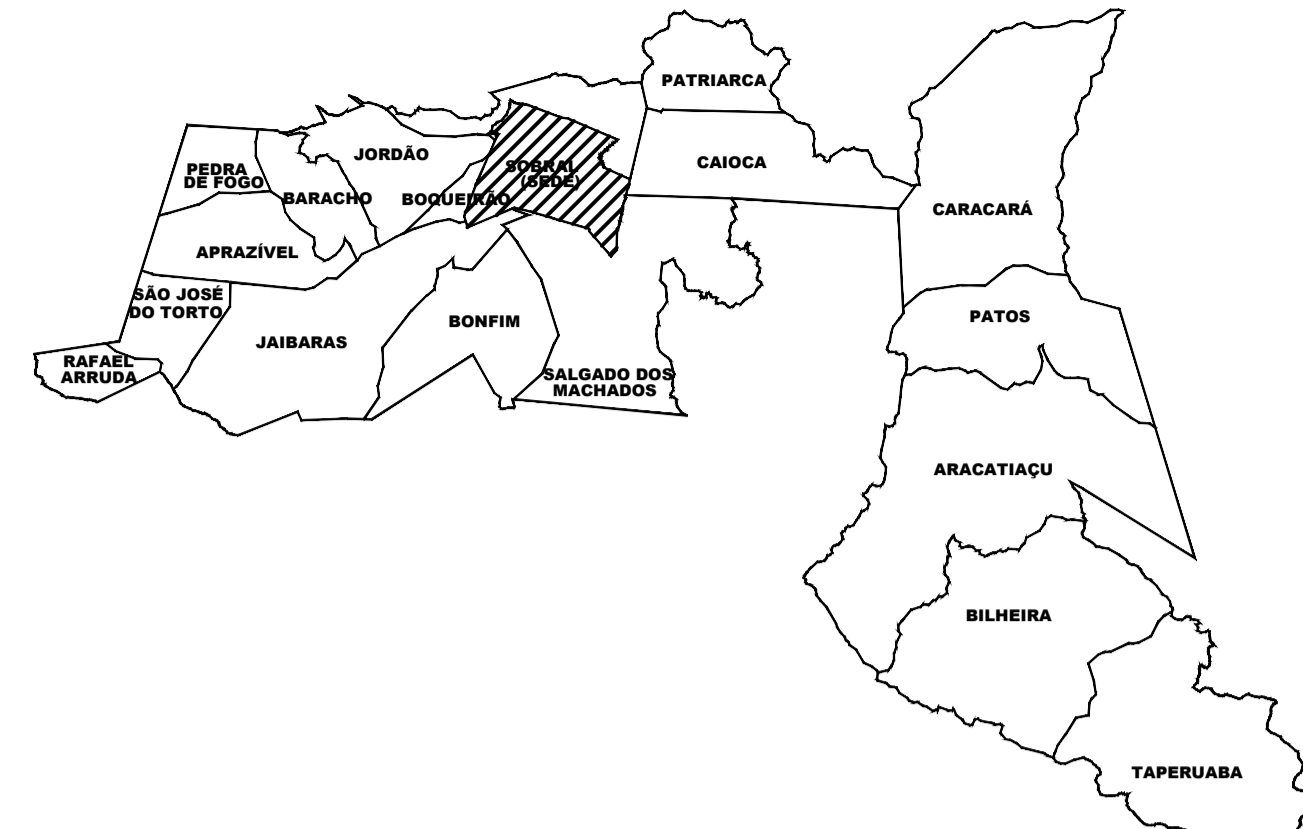 PATRIARCA
JORDÃO
CAIOCA
SOBRAL
(SEDE)
PEDRA
DE FOGO
BARACHO
BOQUEIRÃO
CARACARÁ
APRAZÍVEL
SÃO JOSÉ
DO TORTO
PATOS
BONFIM
JAIBARAS
RAFAEL
ARRUDA
SALGADO DOS
MACHADOS
ARACATIAÇU
BILHEIRA
TAPERUABA